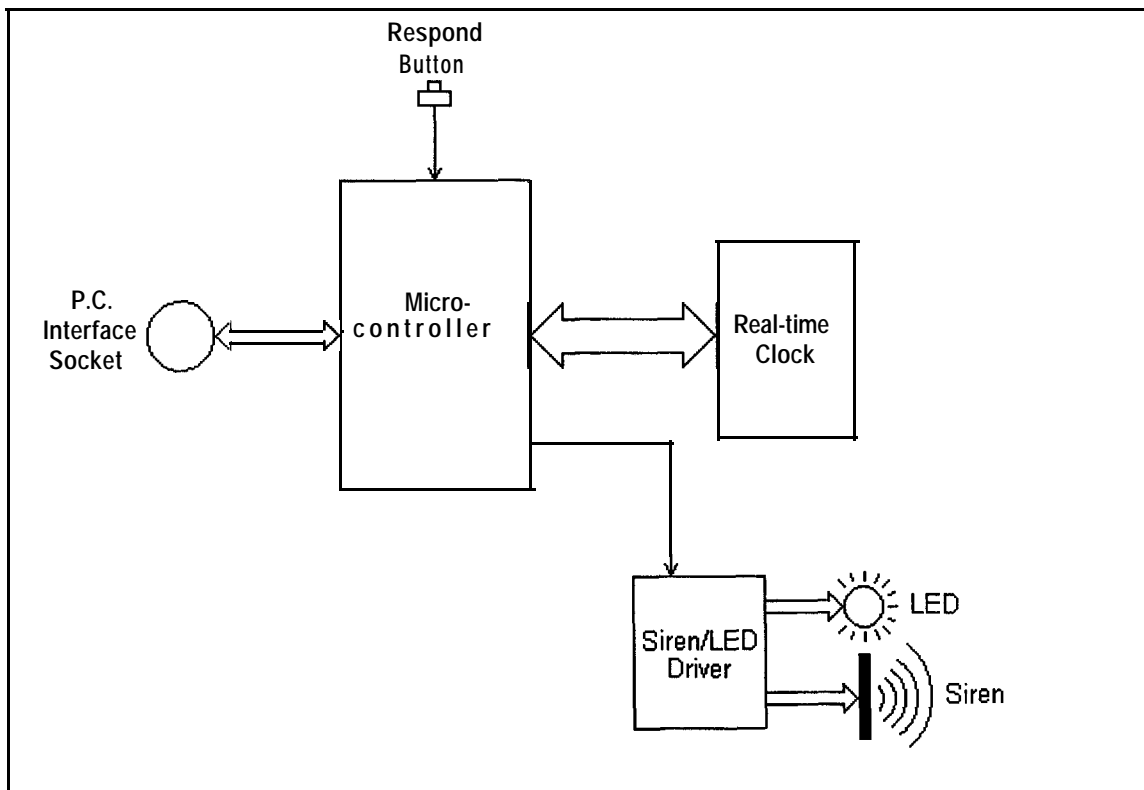 Respond
Button
P.C.
Interface
Socket
Micro-
controller
Real-time
Clock
Siren/LED
Driver
LED
Siren